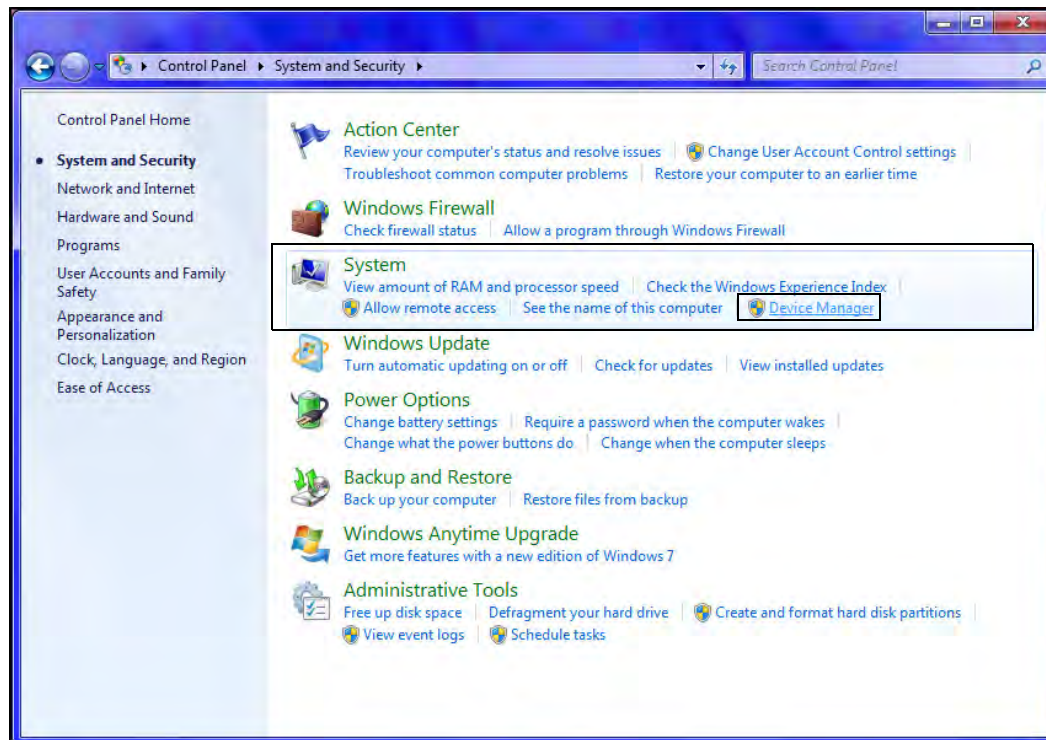 Control Panel System and Security
Search Control Panel
Control Panel Home
System and Security
Network and Internet
Hardware and Sound
Programs
User Accounts and Family
Safety
Appearance and
Personalization
Clock, Language, and Region
Ease of Access
Action Center
Review your computer's status and resolve issues Change User Account Control settings
Troubleshoot common computer problems Restore your computer to an earlier time
Windows Firewall
Check firewall status Allow a program through Windows Firewall
System
View amount of RAM and processor speed Check the Windows Experience Index
Allow remote access See the name of this computer Device Manager
Windows Update
Turn automatic updating on or off Check for updates View installed updates
Power Options
Change battery settings Require a password when the computer wakes
Change what the power buttons do Change when the computer sleeps
Backup and Restore
Back up your computer Restore files from backup
Windows Anytime Upgrade
Get more features with a new edition of Windows 7
Administrative Tools
Free up disk space Defragment your hard drive Create and format hard disk partitions
View event logs Schedule tasks